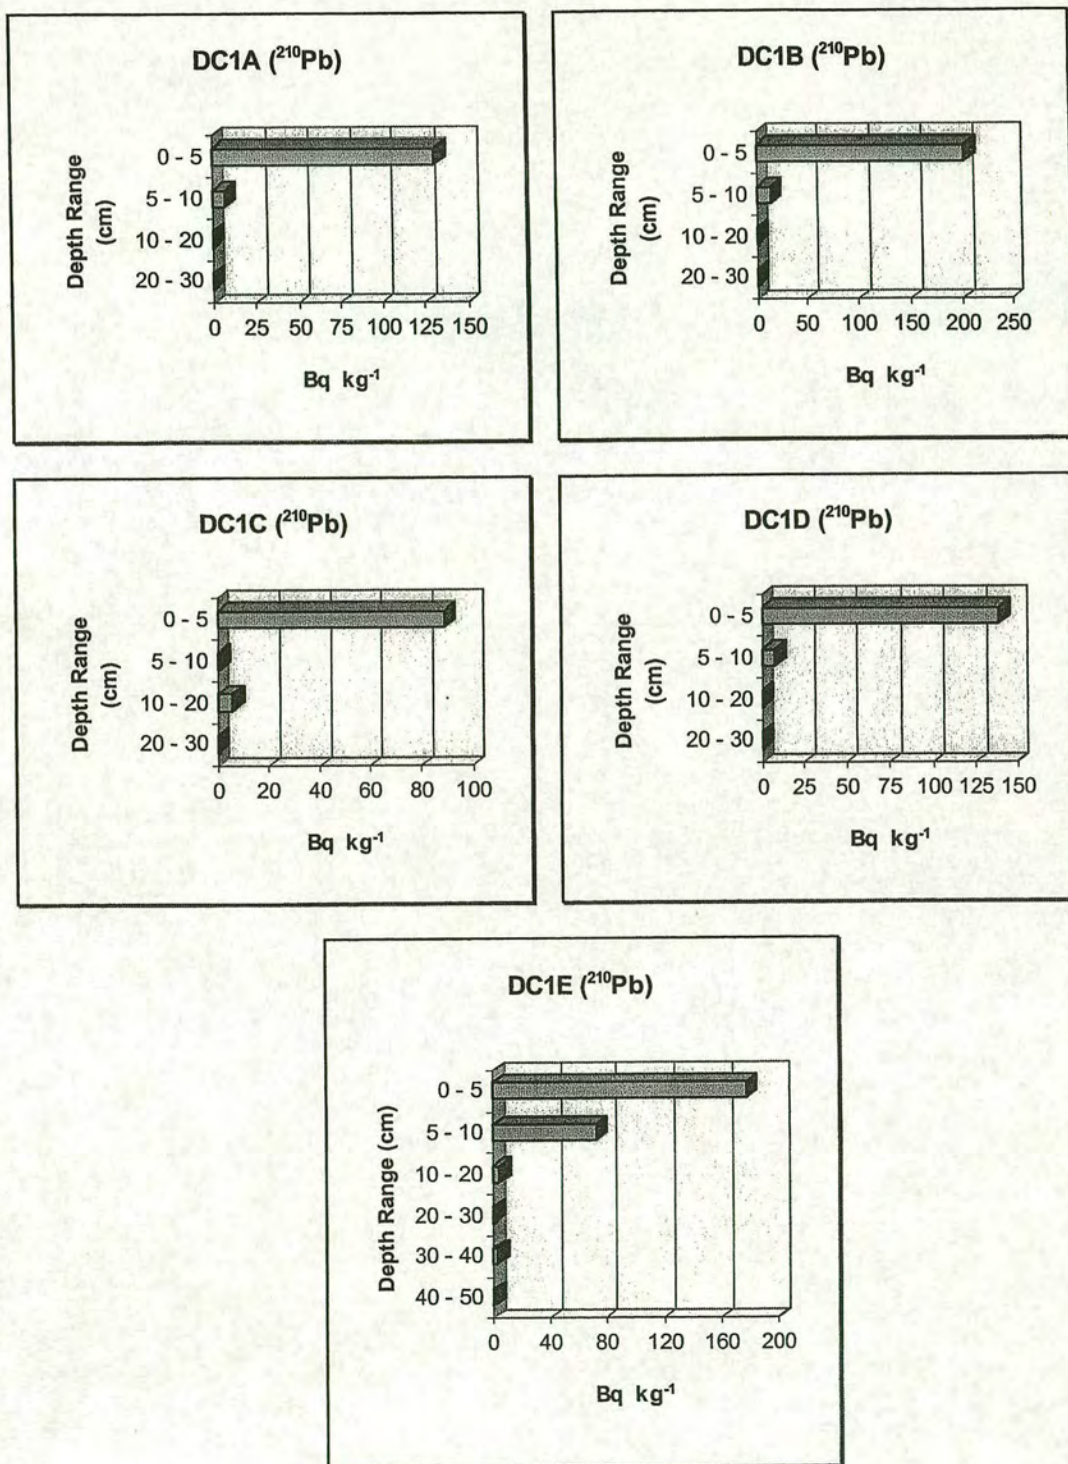 DC1A (²¹⁰Pb)
Depth Range
(cm)
0 - 5
5 - 10
10 - 20
20 - 30
0 25 50 75 100 125 150
Bq kg⁻¹
DC1B (²¹⁰Pb)
Depth Range
(cm)
0 - 5
5 - 10
10 - 20
20 - 30
0 50 100 150 200 250
Bq kg⁻¹
DC1C (²¹⁰Pb)
Depth Range
(cm)
0 - 5
5 - 10
10 - 20
20 - 30
0 20 40 60 80 100
Bq kg⁻¹
DC1D (²¹⁰Pb)
Depth Range
(cm)
0 - 5
5 - 10
10 - 20
20 - 30
0 25 50 75 100 125 150
Bq kg⁻¹
DC1E (²¹⁰Pb)
Depth Range (cm)
0 - 5
5 - 10
10 - 20
20 - 30
30 - 40
40 - 50
0 40 80 120 160 200
Bq kg⁻¹